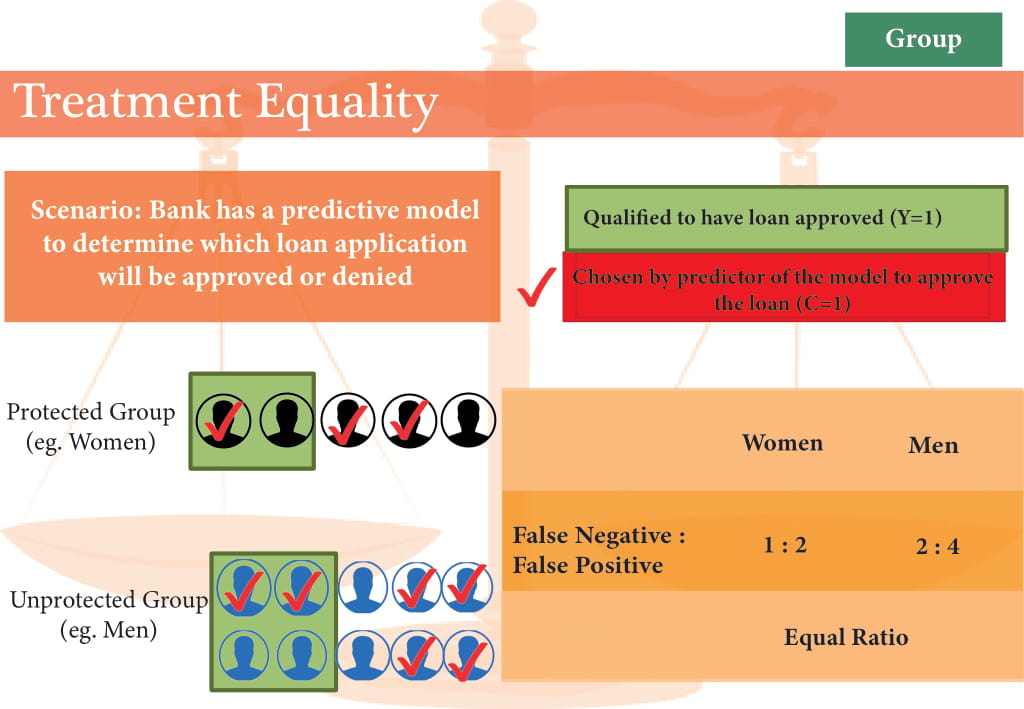 Group
Treatment Equality
Scenario: Bank has a predictive model
to determine which loan application
will be approved or denied
Qualified to have loan approved (Y=1)
Chosen by predictor of the model to approve
the loan (C=1)
Protected Group
(eg. Women)
Women
Men
False Negative :
False Positive
1 : 2
2 : 4
Unprotected Group
(eg. Men)
Equal Ratio